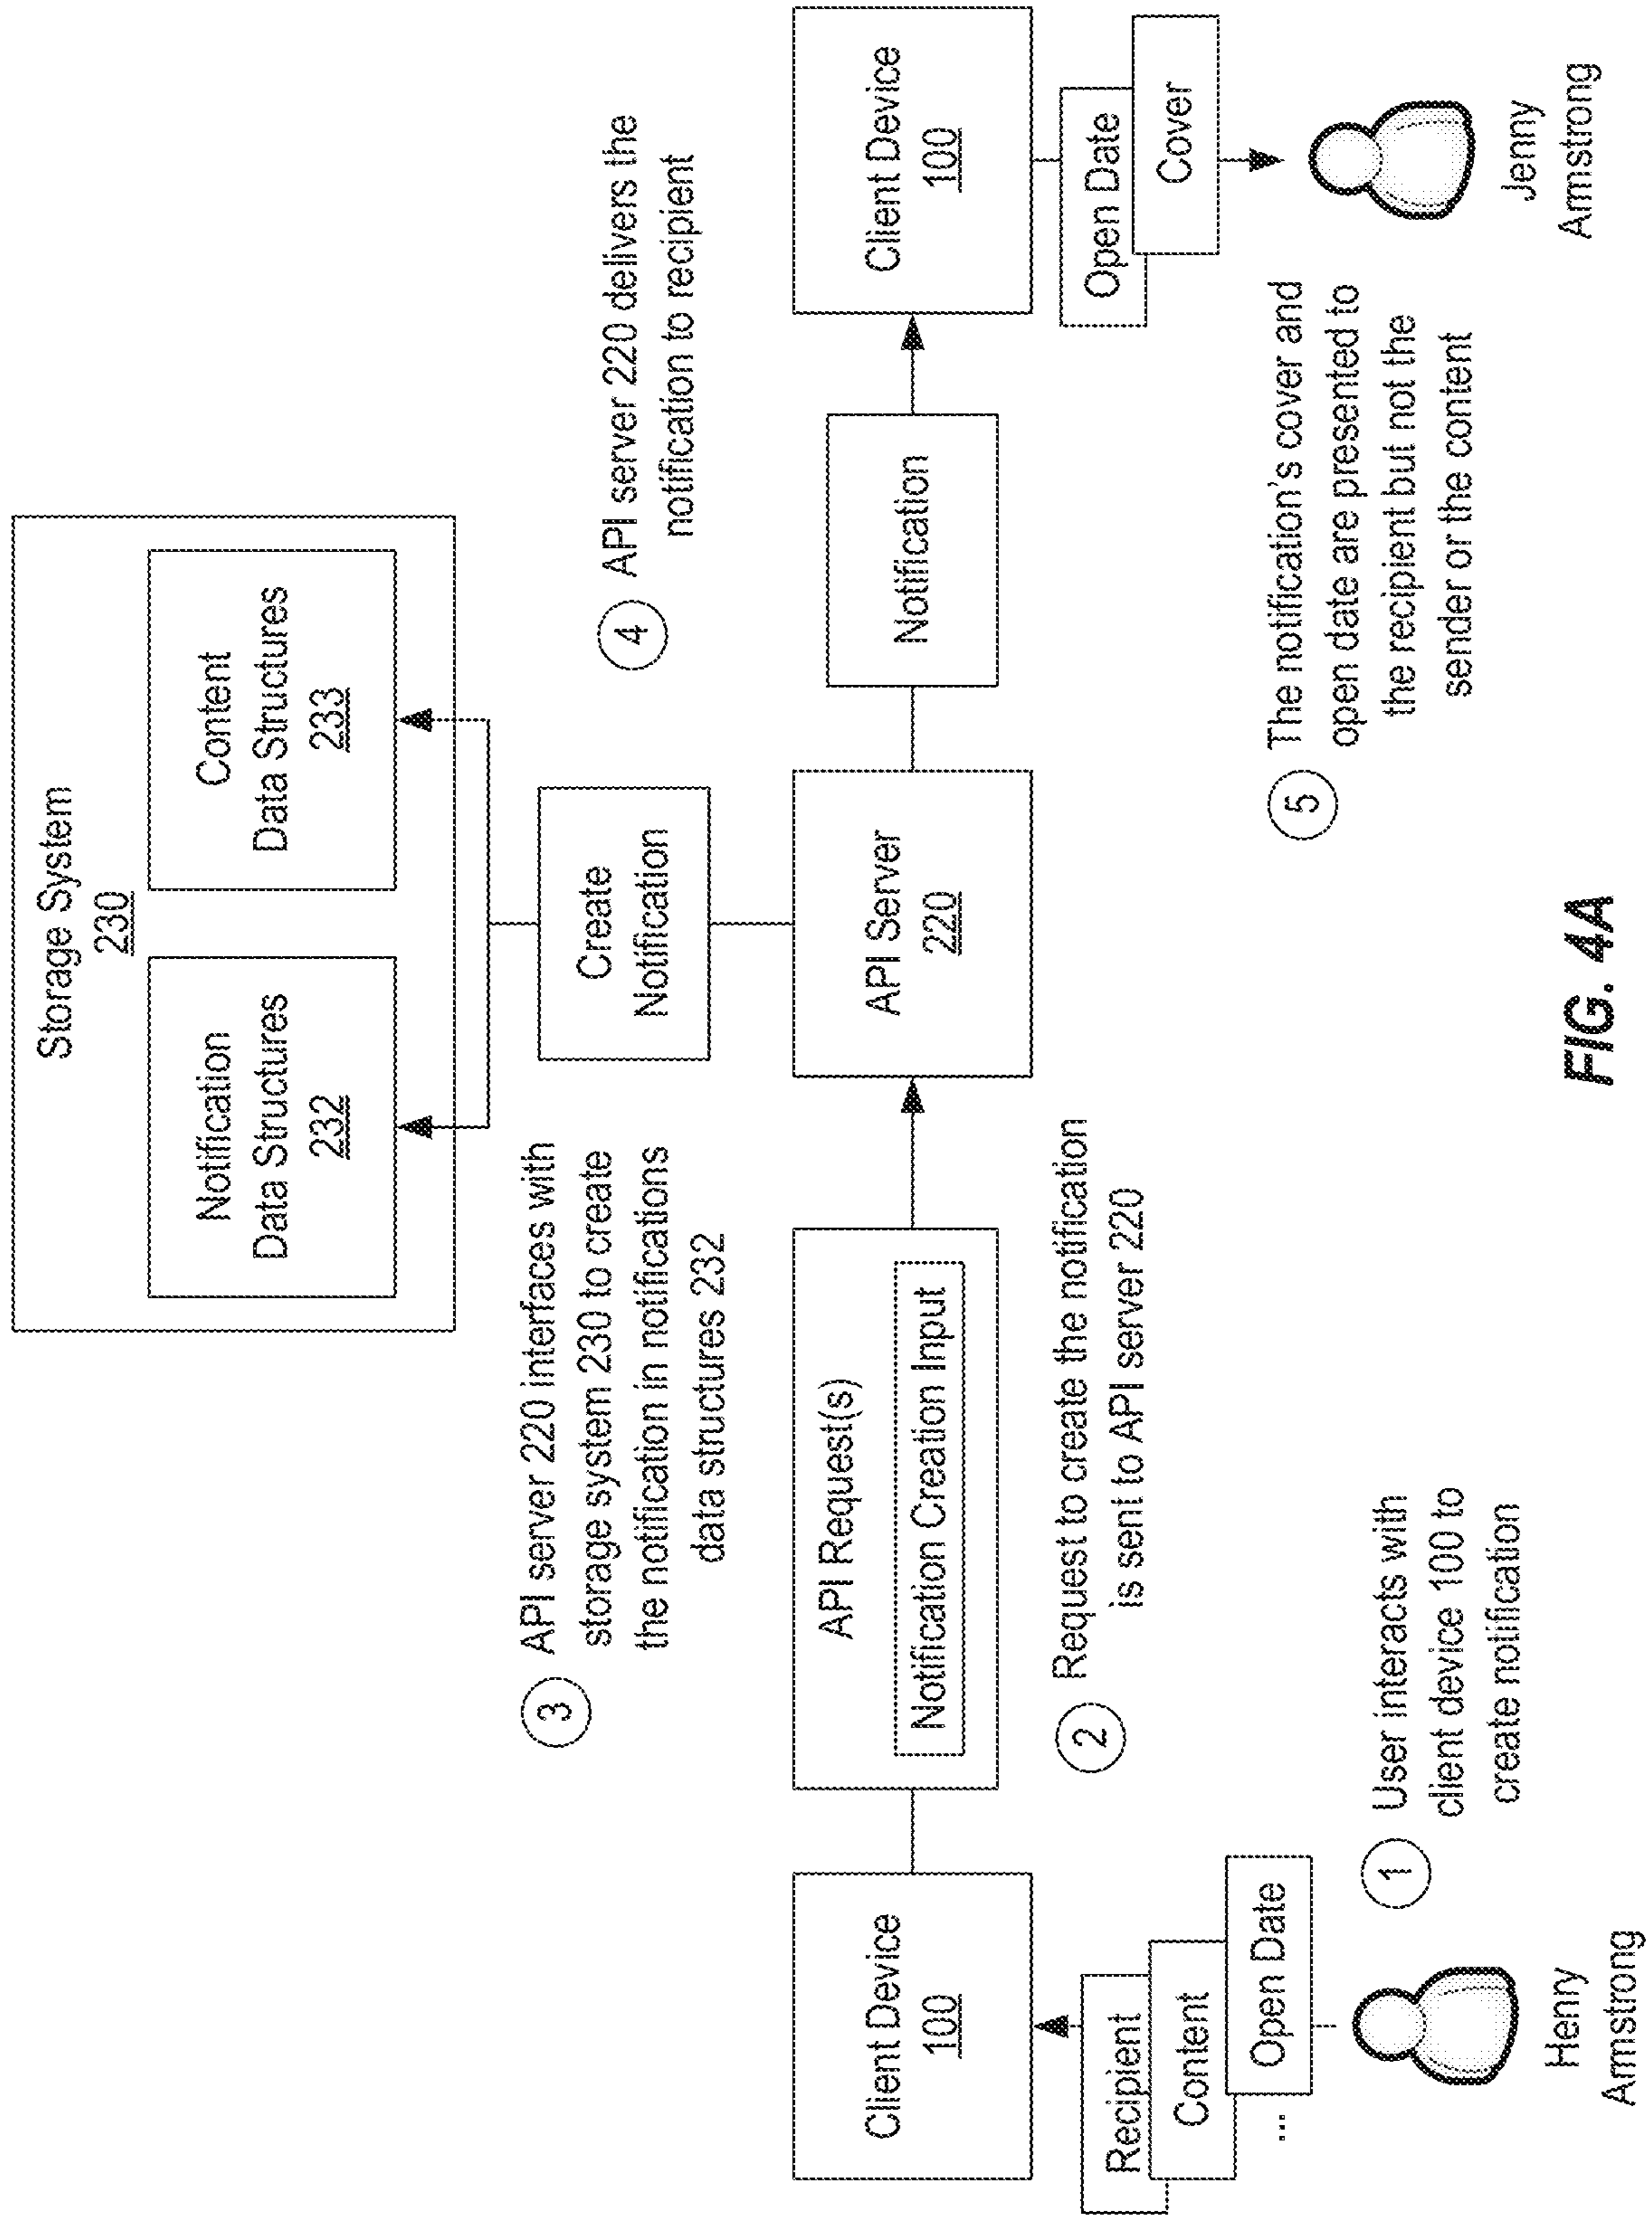 Storage System
230
Notification
Data Structures
232
Content
Data Structures
233
3
API server 220 interfaces with
storage system 230 to create
the notification in notifications
data structures 232
Create
Notification
4
API server 220 delivers the
notification to recipient
Client Device
100
API Request(s)
Notification Creation Input
API Server
220
Notification
Client Device
100
Recipient
Content
Open Date
...
Henny
Armstrong
1
User interacts with
client device 100 to
create notification
2
Request to create the notification
is sent to API server 220
Open Date
Cover
5
The notification's cover and
open date are presented to
the recipient but not the
sender or the content
Jenny
Armstrong
FIG. 4A